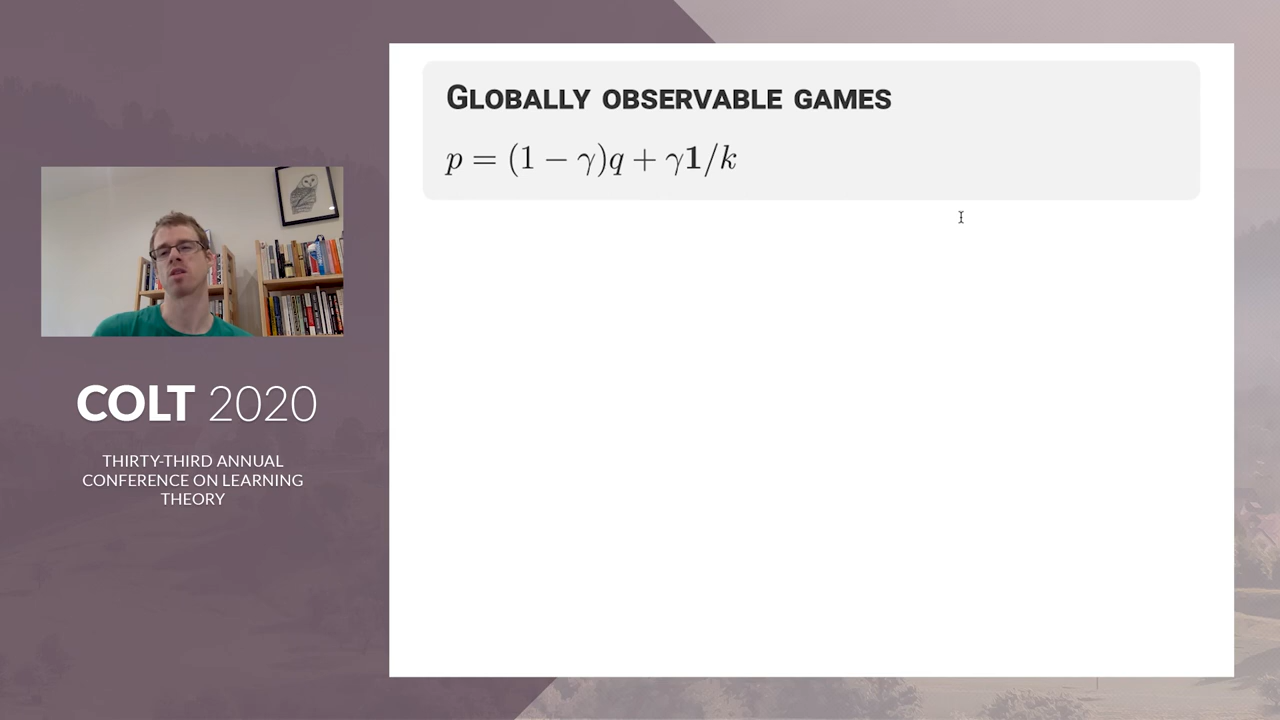 GLOBALLY OBSERVABLE GAMES
p = (1 − γ)q + γ1/k
COLT 2020
THIRTY-THIRD ANNUAL
CONFERENCE ON LEARNING
THEORY